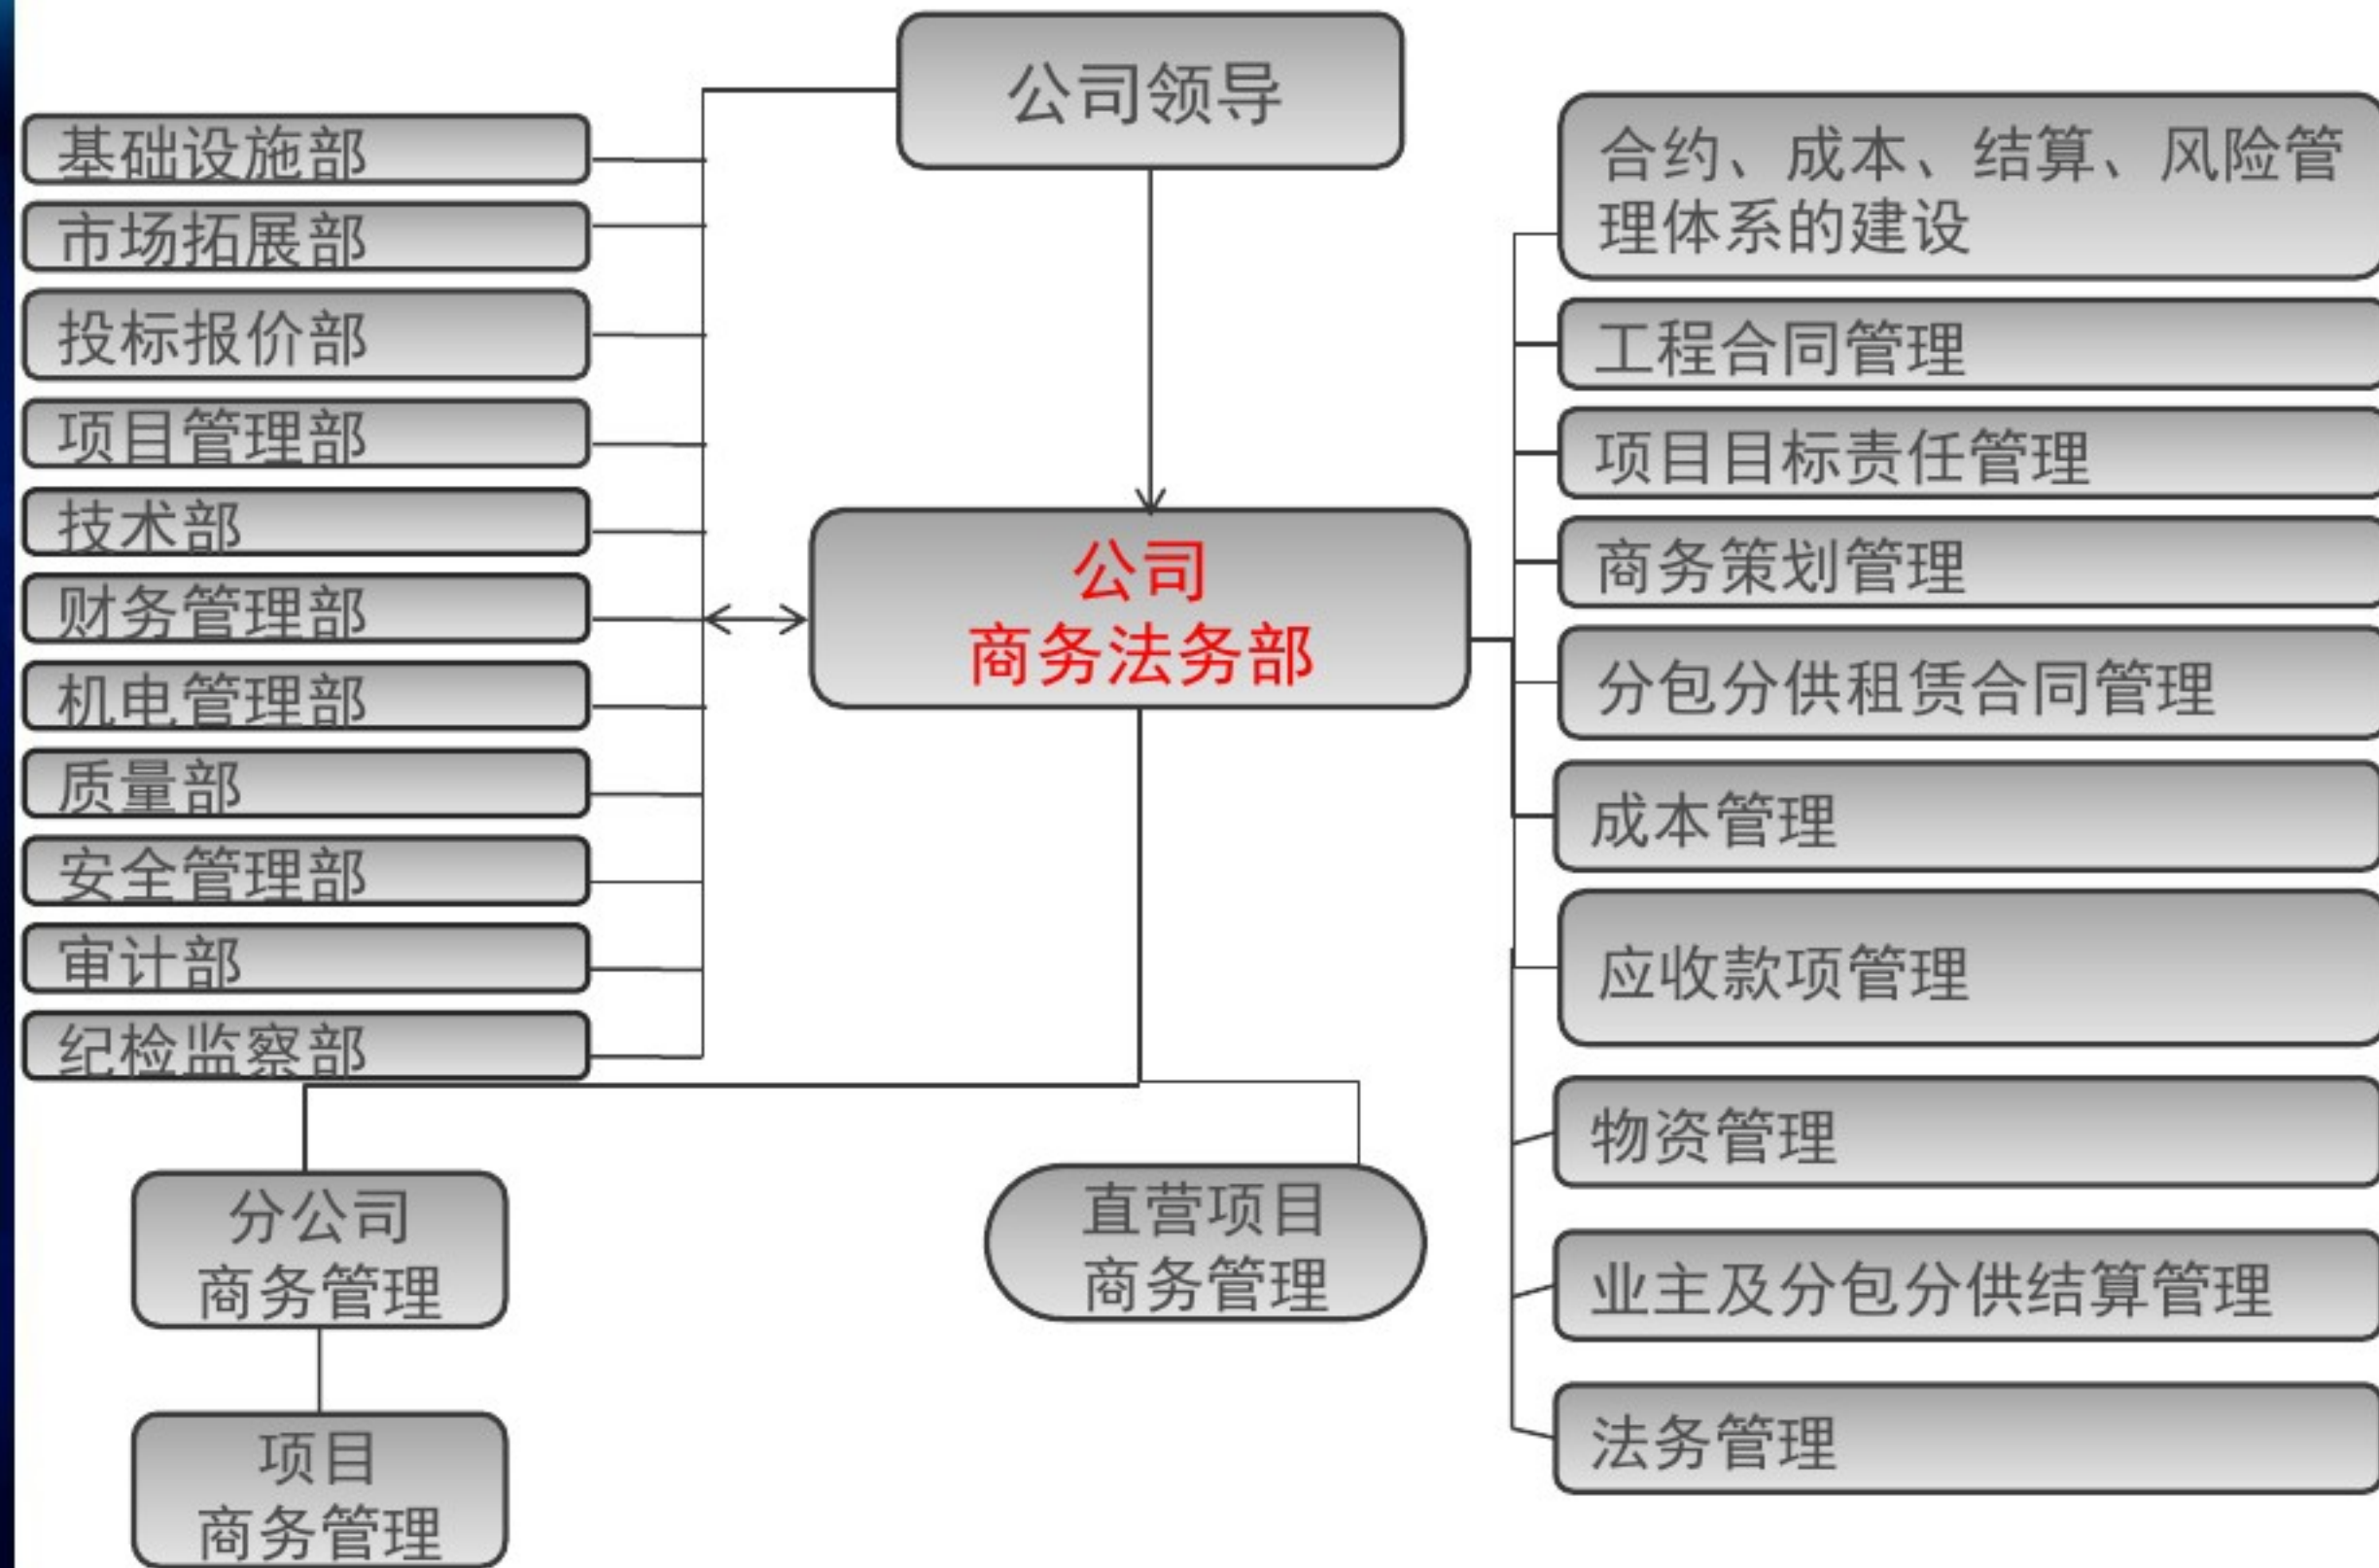 公司领导
基础设施部
市场拓展部
投标报价部
项目管理部
技术部
财务管理部
机电管理部
质量部
安全管理部
审计部
纪检监察部
公司
商务法务部
合约、成本、结算、风险管
理体系的建设
工程合同管理
项目目标责任管理
商务策划管理
分包分供租赁合同管理
成本管理
应收款项管理
物资管理
业主及分包分供结算管理
法务管理
分公司
商务管理
直营项目
商务管理
项目
商务管理